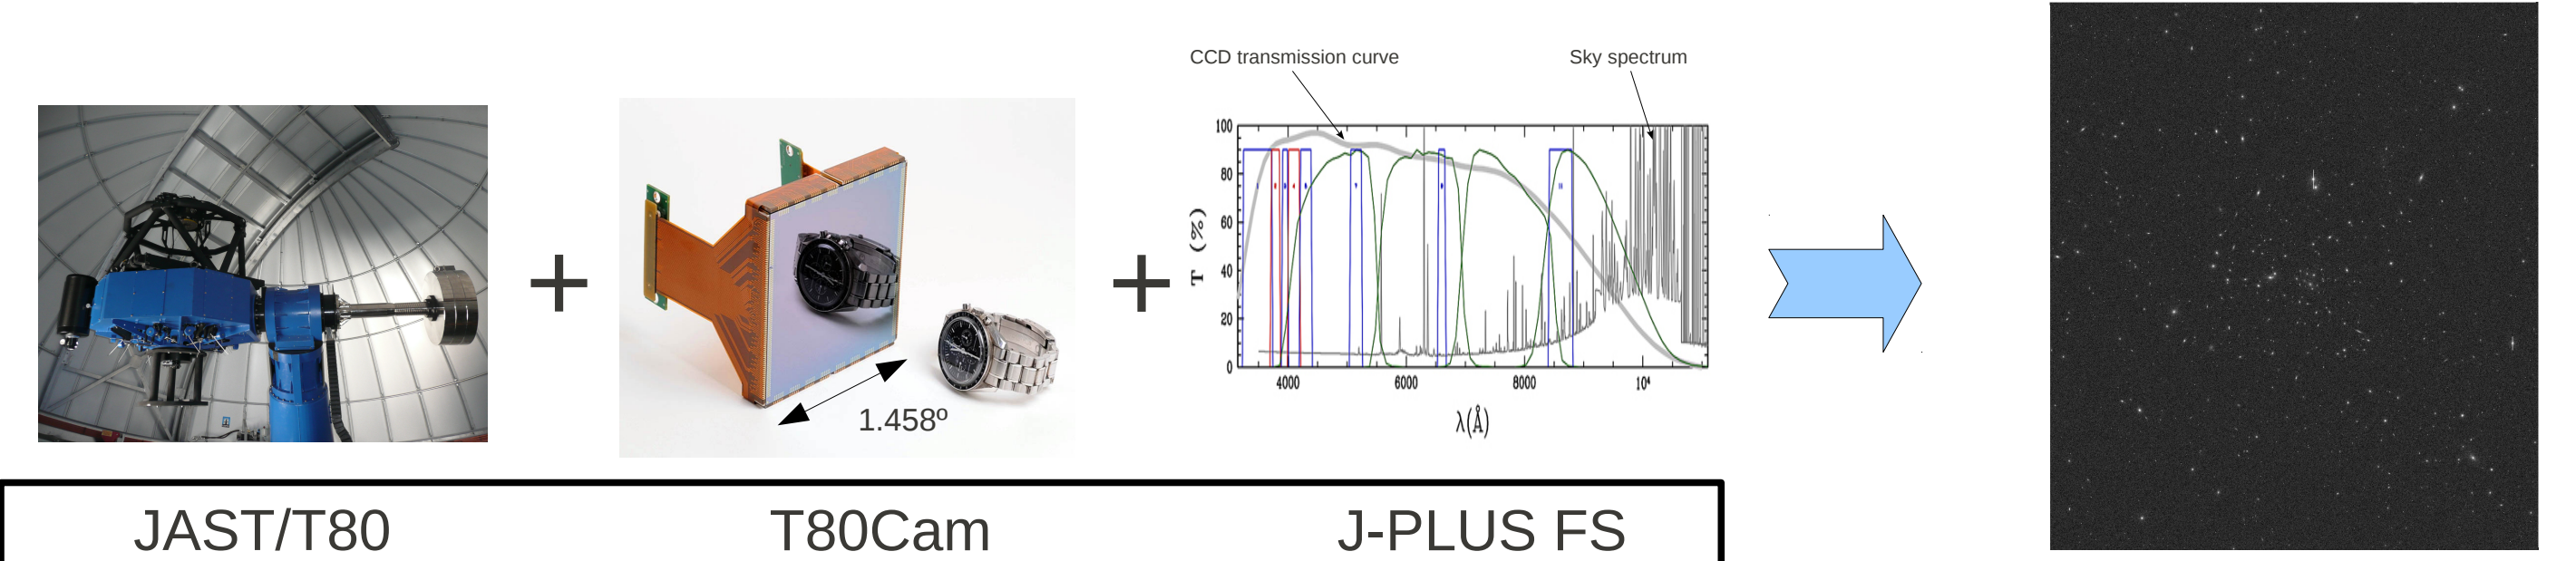 CCD transmission curve
Sky spectrum
100
80
60
40
20
0
T (%)
4000
6000
8000
10⁴
λ(Å)
1.458º
JAST/T80
T80Cam
J-PLUS FS